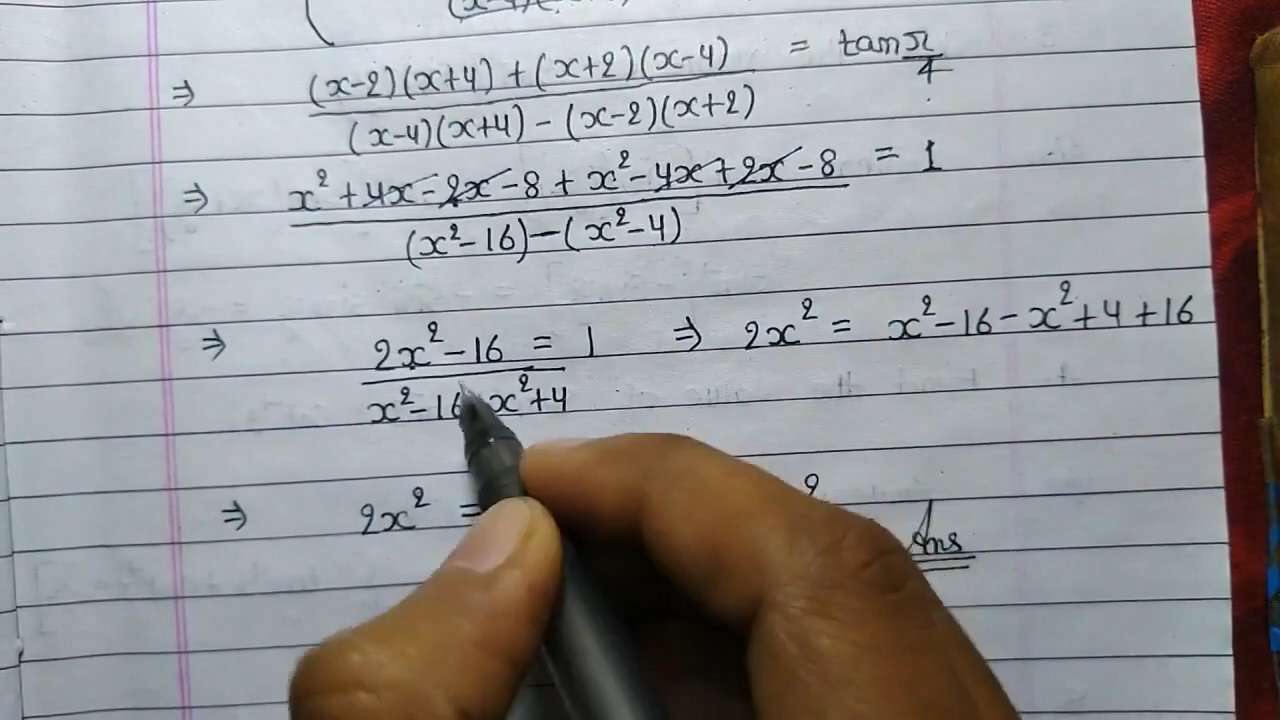 ⇒ (x-2)(x+4) + (x+2)(x-4) = tan π/4
(x-4)(x+4) - (x-2)(x+2)
⇒ x² + 4x - 2x - 8 + x² - 4x + 2x - 8 = 1
(x² - 16) - (x² - 4)
⇒ 2x² - 16 = 1 ⇒ 2x² = x² - 16 - x² + 4 + 16
x² - 16 x² + 4
⇒ 2x² = 2 Ans